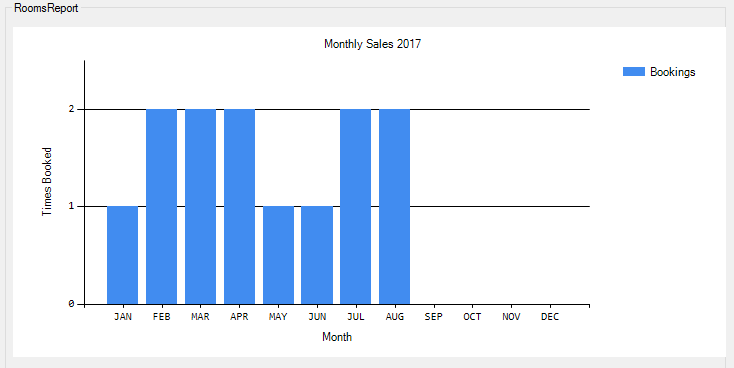 RoomsReport
Monthly Sales 2017
Bookings
Times Booked
2
1
0
JAN FEB MAR APR MAY JUN JUL AUG SEP OCT NOV DEC
Month